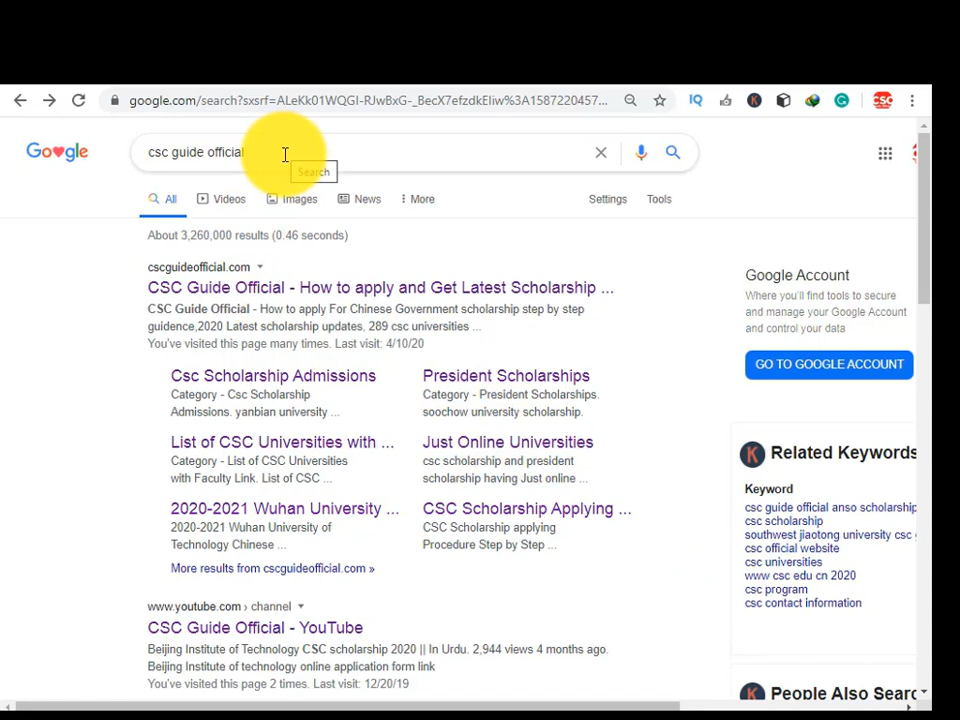 google.com/search?sxsrf=ALeKk01WQGI-RJwBxG-_BecX7efzdkEliw%3A1587220457...
IQ
K
G
CSC
Google
csc guide official
Search
All
Videos
Images
News
More
Settings
Tools
About 3,260,000 results (0.46 seconds)
cscguideofficial.com
CSC Guide Official - How to apply and Get Latest Scholarship ...
CSC Guide Official - How to apply For Chinese Government scholarship step by step
guidence,2020 Latest scholarship updates, 289 csc universities ...
You've visited this page many times. Last visit: 4/10/20
Csc Scholarship Admissions
Category - Csc Scholarship
Admissions. yanbian university ...
President Scholarships
Category - President Scholarships.
soochow university scholarship.
List of CSC Universities with ...
Category - List of CSC Universities
with Faculty Link. List of CSC ...
Just Online Universities
csc scholarship and president
scholarship having Just online ...
2020-2021 Wuhan University ...
2020-2021 Wuhan University of
Technology Chinese ...
CSC Scholarship Applying ...
CSC Scholarship applying
Procedure Step by Step ...
More results from cscguideofficial.com »
www.youtube.com › channel
CSC Guide Official - YouTube
Beijing Institute of Technology CSC scholarship 2020 || In Urdu. 2,944 views 4 months ago.
Beijing Institute of technology online application form link
You've visited this page 2 times. Last visit: 12/20/19
Google Account
Where you'll find tools to secure
and manage your Google Account
and control your data
GO TO GOOGLE ACCOUNT
K
Related Keywords
Keyword
csc guide official anso scholarship
csc scholarship
southwest jiaotong university csc
csc official website
csc universities
www csc edu cn 2020
csc program
csc contact information
K
People Also Searc